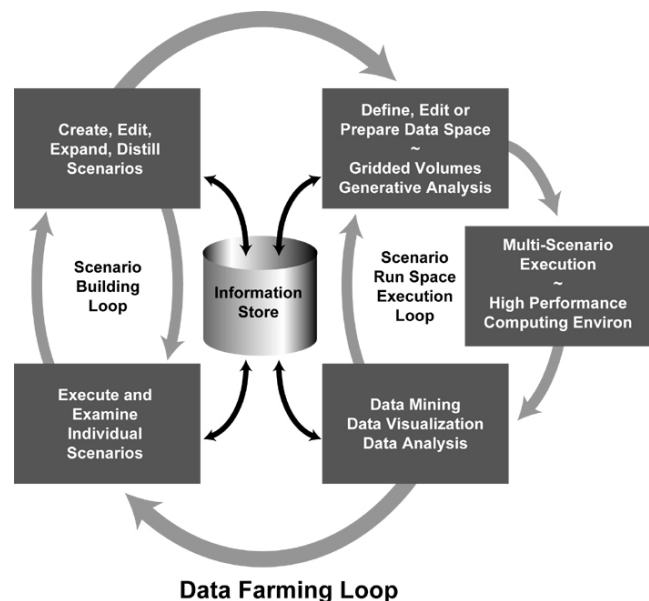 Create, Edit,
Expand, Distill
Scenarios
Define, Edit or
Prepare Data Space
~
Gridded Volumes
Generative Analysis
Scenario
Building
Loop
Information
Store
Scenario
Run Space
Execution
Loop
Multi-Scenario
Execution
~
High Performance
Computing Environ
Execute and
Examine
Individual
Scenarios
Data Mining
Data Visualization
Data Analysis
Data Farming Loop